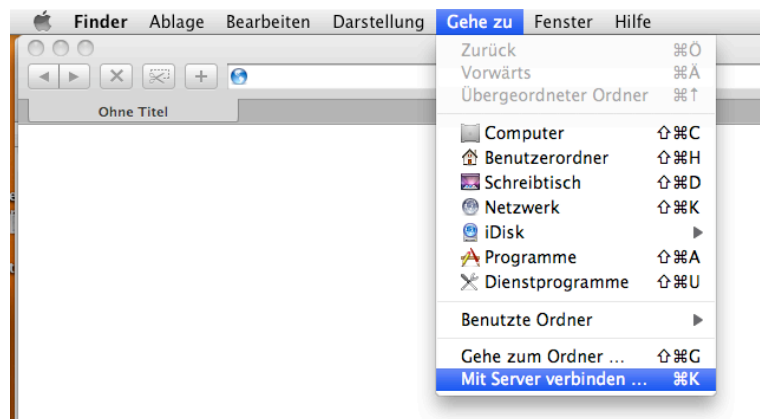 Finder Ablage Bearbeiten Darstellung Gehe zu Fenster Hilfe
Zurück ⌘Ö
Vorwärts ⌘Ä
Übergeordneter Ordner ⌘↑
Ohne Titel
Computer ⇧⌘C
Benutzerordner ⇧⌘H
Schreibtisch ⇧⌘D
Netzwerk ⇧⌘K
iDisk
Programme ⇧⌘A
Dienstprogramme ⇧⌘U
Benutzte Ordner
Gehe zum Ordner ... ⇧⌘G
Mit Server verbinden ... ⌘K